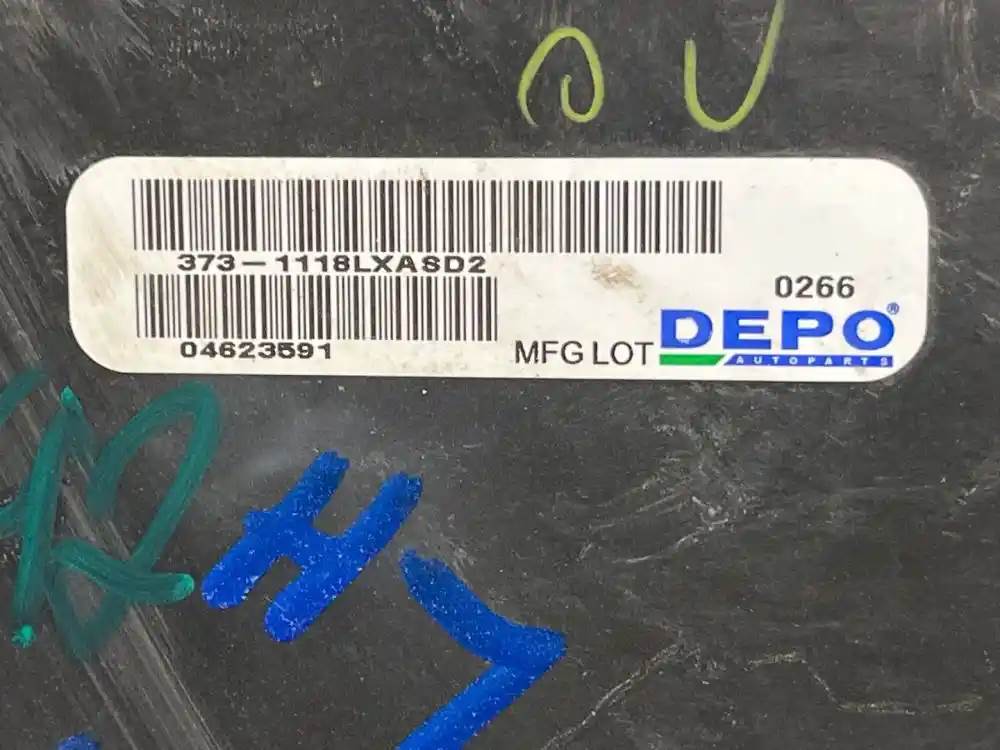 373-1118LXASD2
04623591
0266
MFG LOT DEPO®
AUTOPARTS
H